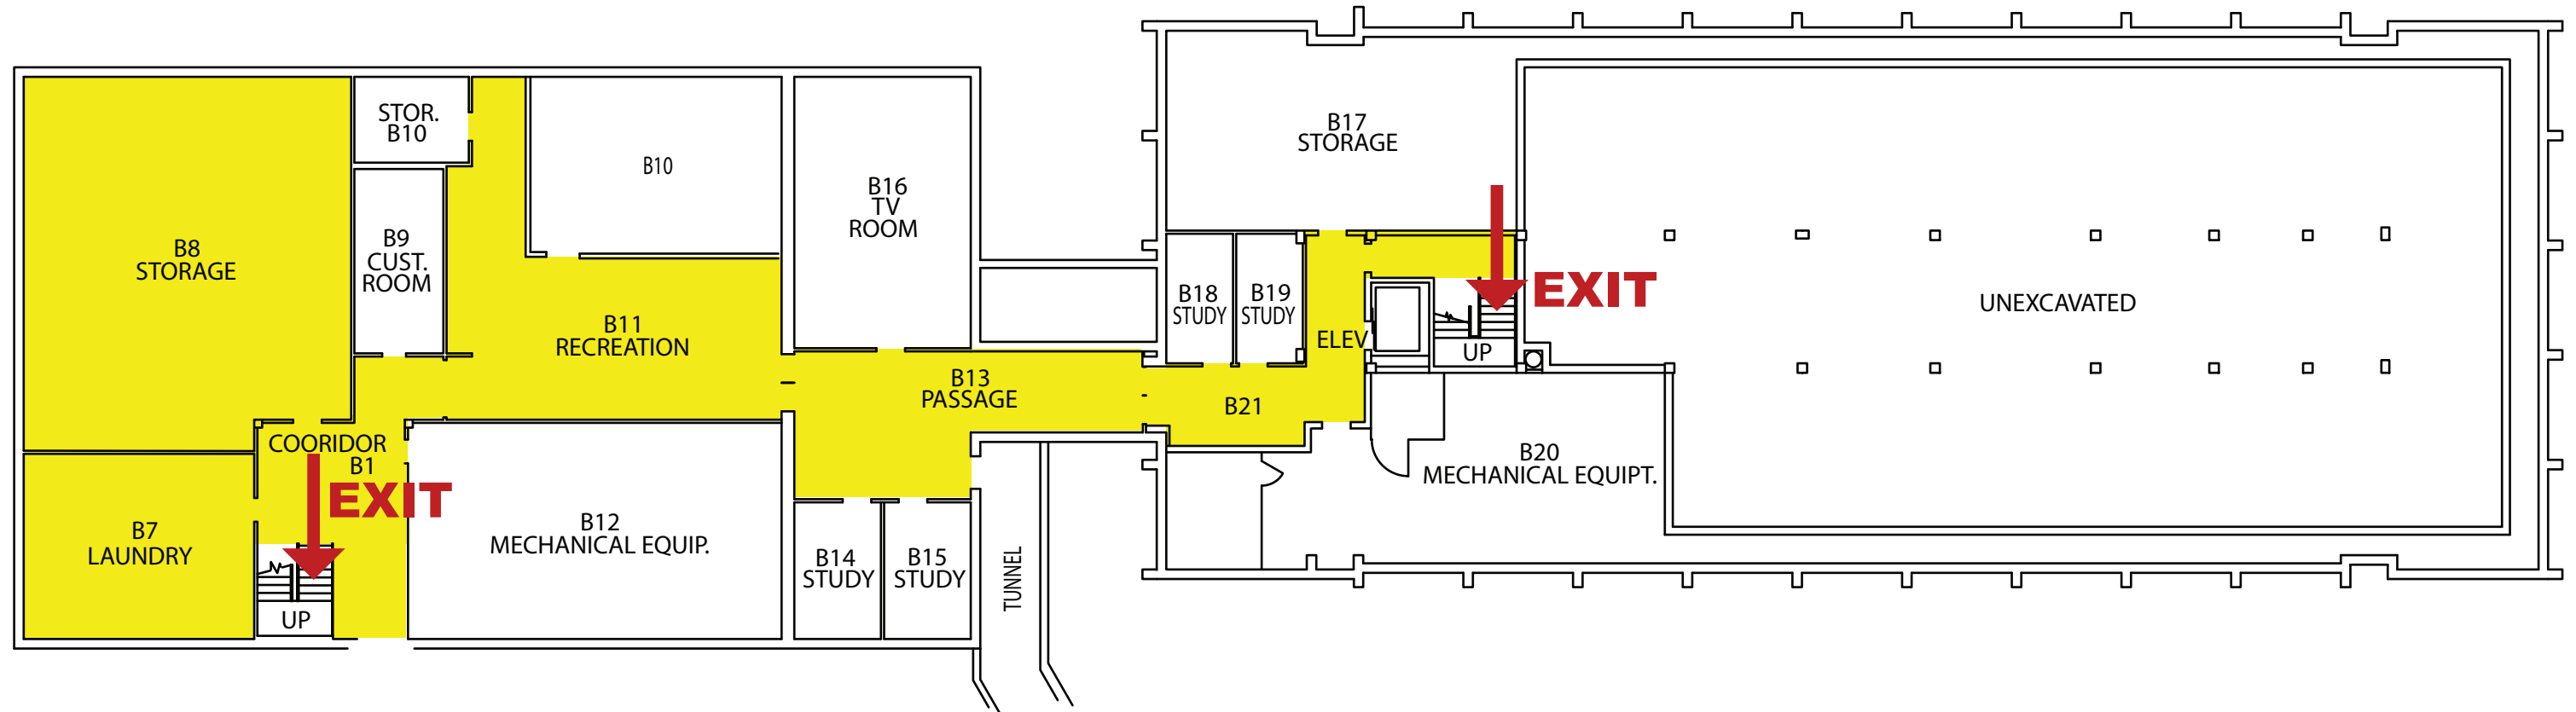 B8
STORAGE
STOR.
B10
B9
CUST.
ROOM
B10
B11
RECREATION
B16
TV
ROOM
B13
PASSAGE
COORIDOR
B1
EXIT
B7
LAUNDRY
UP
B12
MECHANICAL EQUIP.
B14
STUDY
B15
STUDY
TUNNEL
B17
STORAGE
B18
STUDY
B19
STUDY
ELEV
B21
UP
EXIT
B20
MECHANICAL EQUIPT.
UNEXCAVATED